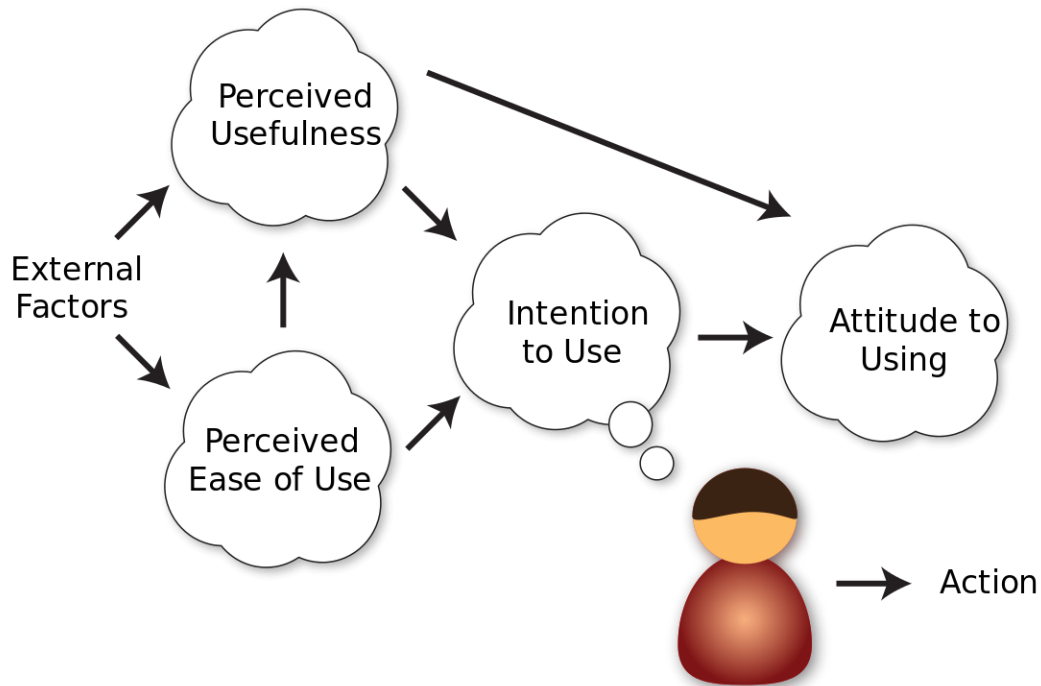 Perceived
Usefulness
External
Factors
Intention
to Use
Attitude to
Using
Perceived
Ease of Use
Action